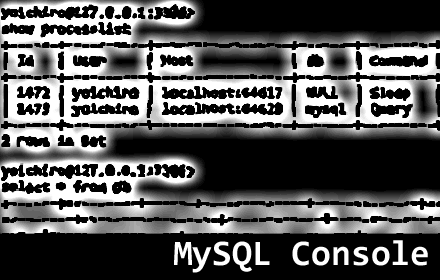 yoichiro@127.0.0.1:3306>
show processlist
| Id | User | Host | db | Command |
| 1472 | yoichiro | localhost:64617 | NULL | Sleep
| 1473 | yoichiro | localhost:64620 | mysql | Query
2 rows in set
yoichiro@127.0.0.1:3306>
select * from db
MySQL Console